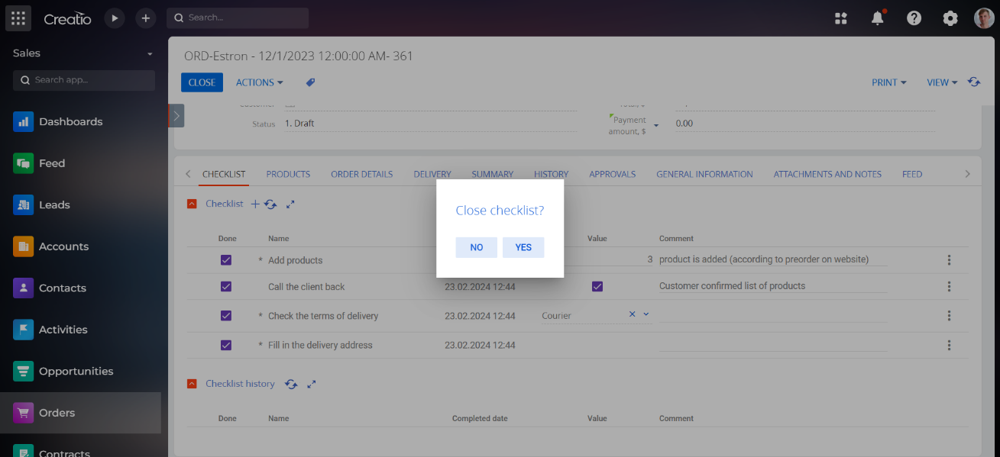 Creatio
Search...
Sales
Search app...
Dashboards
Feed
Leads
Accounts
Contacts
Activities
Opportunities
Orders
Contracts
ORD-Estron - 12/1/2023 12:00:00 AM- 361
CLOSE ACTIONS PRINT VIEW
Status 1. Draft
Payment amount, $ 0.00
CHECKLIST PRODUCTS ORDER DETAILS DELIVERY SUMMARY HISTORY APPROVALS GENERAL INFORMATION ATTACHMENTS AND NOTES FEED
Checklist
Done Name Value Comment
* Add products 3 product is added (according to preorder on website)
Call the client back 23.02.2024 12:44 Customer confirmed list of products
* Check the terms of delivery 23.02.2024 12:44 Courier
* Fill in the delivery address 23.02.2024 12:44
Close checklist?
NO YES
Checklist history
Done Name Completed date Value Comment